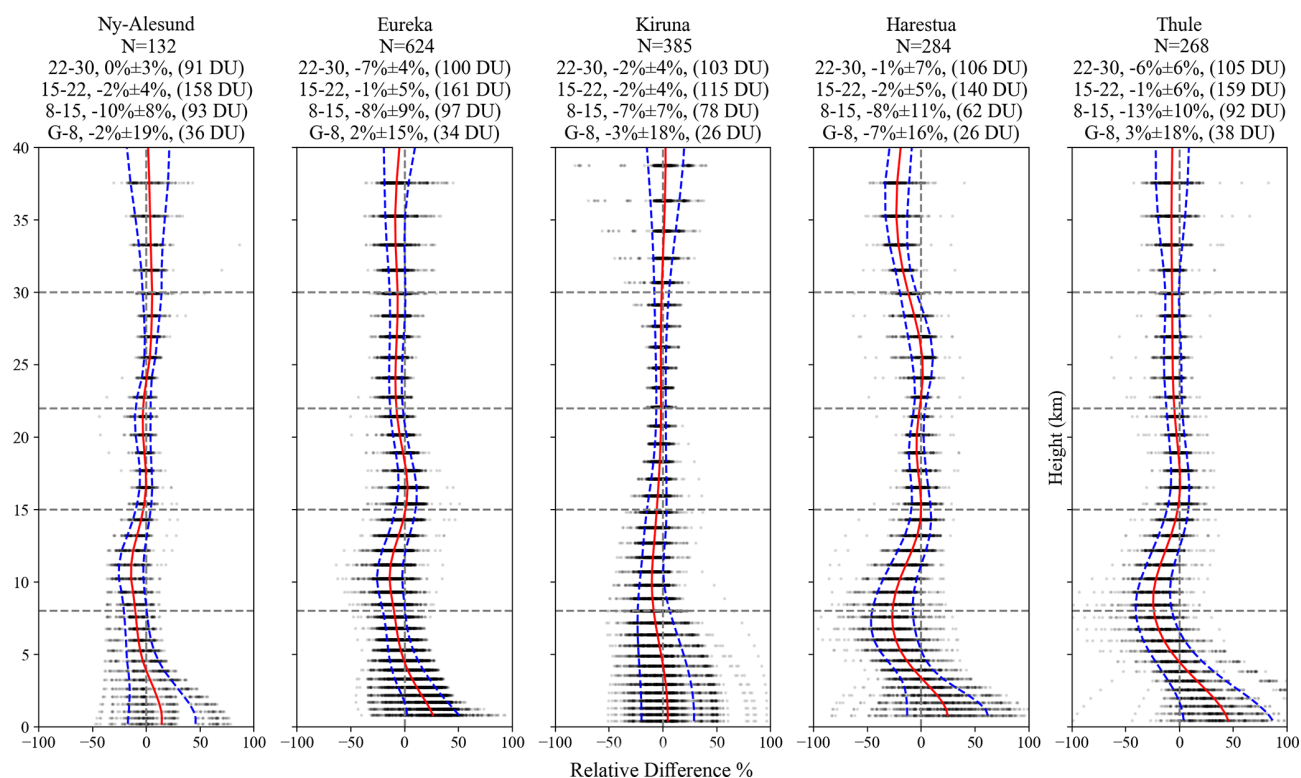 Ny-Alesund
N=132
22-30, 0%±3%, (91 DU)
15-22, -2%±4%, (158 DU)
8-15, -10%±8%, (93 DU)
G-8, -2%±19%, (36 DU)
Eureka
N=624
22-30, -7%±4%, (100 DU)
15-22, -1%±5%, (161 DU)
8-15, -8%±9%, (97 DU)
G-8, 2%±15%, (34 DU)
Kiruna
N=385
22-30, -2%±4%, (103 DU)
15-22, -2%±4%, (115 DU)
8-15, -7%±7%, (78 DU)
G-8, -3%±18%, (26 DU)
Harestua
N=284
22-30, -1%±7%, (106 DU)
15-22, -2%±5%, (140 DU)
8-15, -8%±11%, (62 DU)
G-8, -7%±16%, (26 DU)
Thule
N=268
22-30, -6%±6%, (105 DU)
15-22, -1%±6%, (159 DU)
8-15, -13%±10%, (92 DU)
G-8, 3%±18%, (38 DU)
40
35
30
25
20
15
10
5
0
Height (km)
−100 −50 0 50 100
−100 −50 0 50 100
−100 −50 0 50 100
−100 −50 0 50 100
−100 −50 0 50 100
Relative Difference %